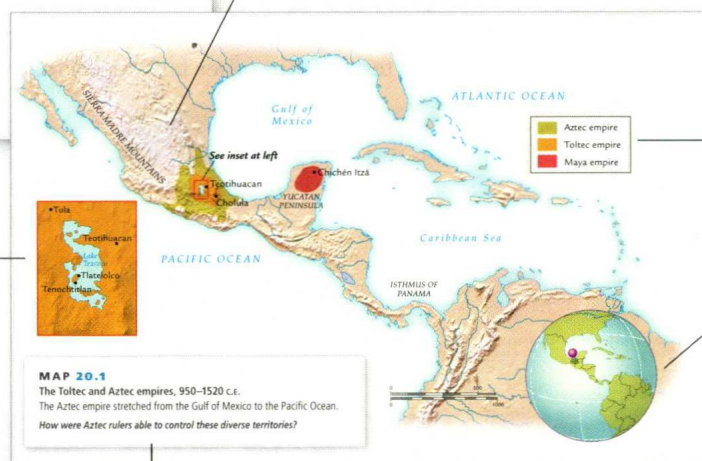 ATLANTIC OCEAN
Gulf of
Mexico
SIERRA MADRE MOUNTAINS
Aztec empire
Toltec empire
Maya empire
See inset at left
Chichén Itzá
Teotihuacan
YUCATAN
PENINSULA
Cholula
Tula
Teotihuacan
Lake
Tlatelolco
Tenochtitlan
PACIFIC OCEAN
Caribbean Sea
ISTHMUS OF
PANAMA
MAP 20.1
The Toltec and Aztec empires, 950–1520 C.E.
The Aztec empire stretched from the Gulf of Mexico to the Pacific Ocean.
How were Aztec rulers able to control these diverse territories?